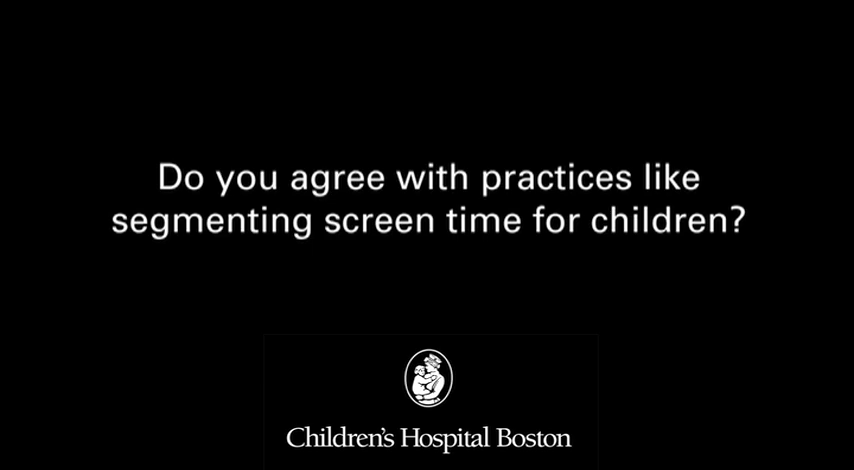 Do you agree with practices like
segmenting screen time for children?
Children's Hospital Boston